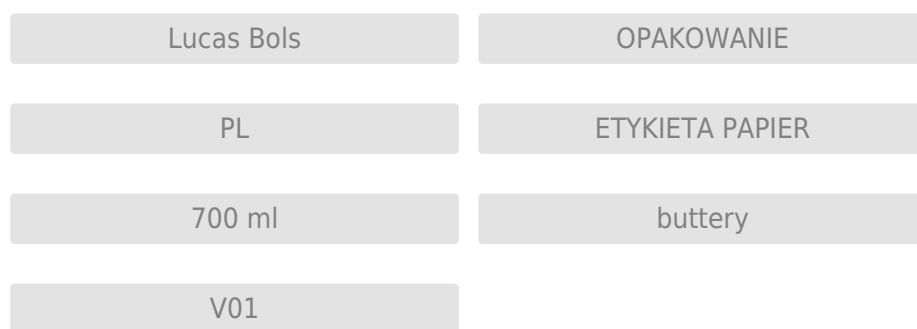 Lucas Bols
OPAKOWANIE
PL
ETYKIETA PAPIER
700 ml
buttery
V01